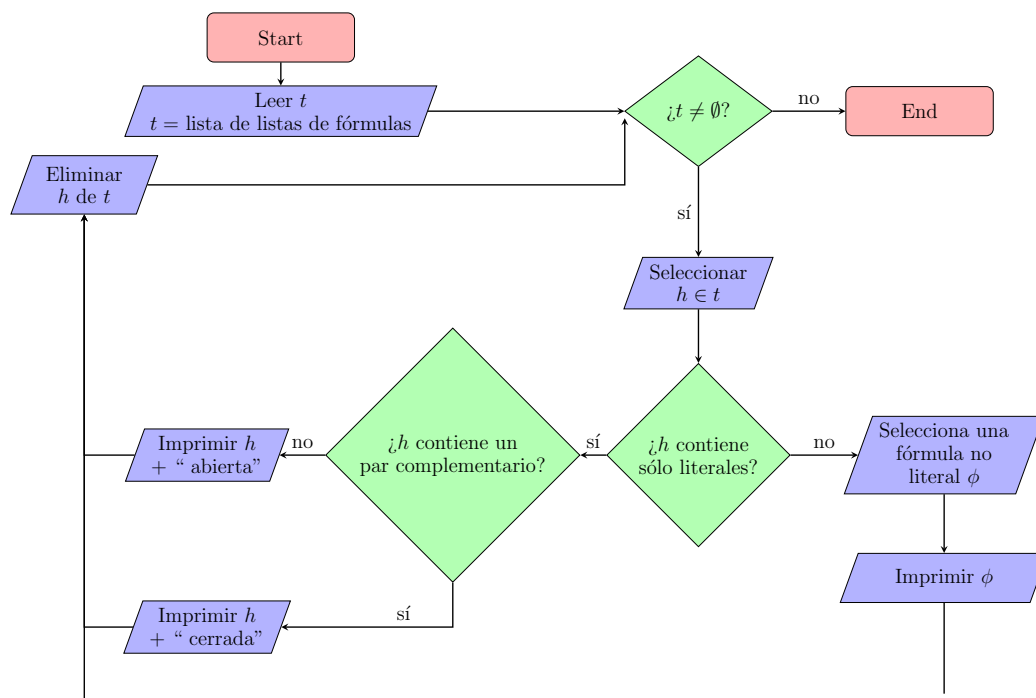 Start
Leer t
t = lista de listas de fórmulas
¿t ≠ ∅?
no
End
Eliminar
h de t
sí
Seleccionar
h ∈ t
¿h contiene
sólo literales?
sí
no
¿h contiene un
par complementario?
no
sí
Imprimir h
+ “ abierta”
Imprimir h
+ “ cerrada”
Selecciona una
fórmula no
literal ϕ
Imprimir ϕ